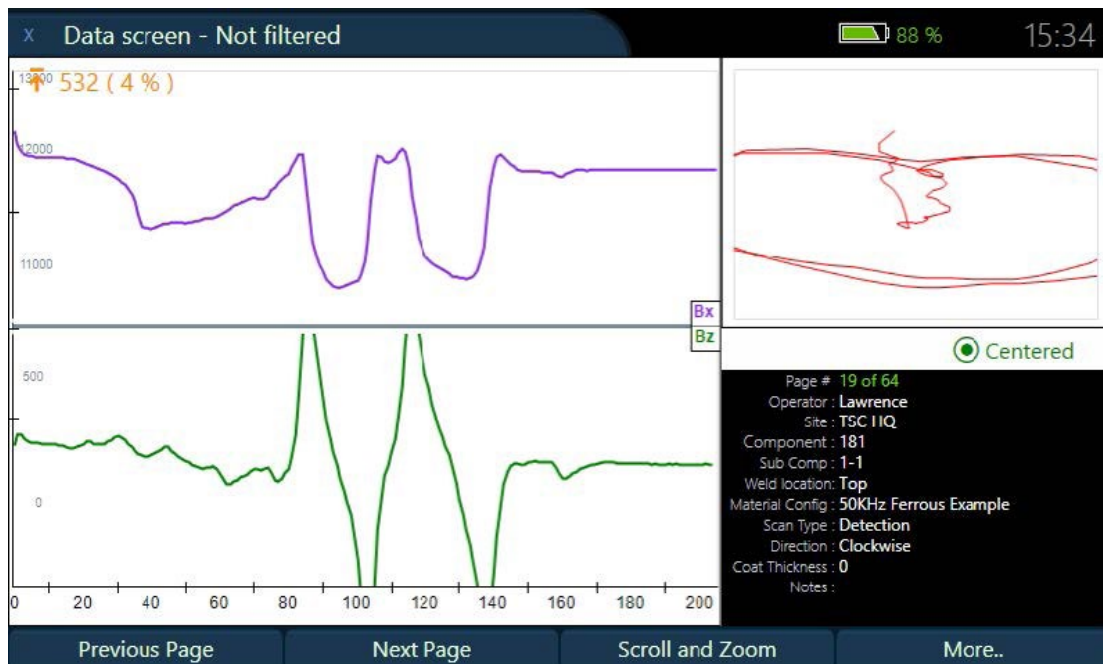 X Data screen - Not filtered
88 %
15:34
13000
532 ( 4 % )
12000
11000
Bx
Bz
500
0
0 20 40 60 80 100 120 140 160 180 200
Centered
Page # 19 of 64
Operator : Lawrence
Site : TSC HQ
Component : 181
Sub Comp : 1-1
Weld location: Top
Material Config : 50KHz Ferrous Example
Scan Type : Detection
Direction : Clockwise
Coat Thickness : 0
Notes :
Previous Page
Next Page
Scroll and Zoom
More..